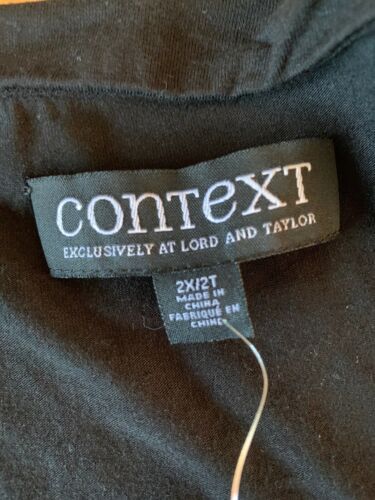 conTeXT
EXCLUSIVELY AT LORD AND TAYLOR
2X/2T
MADE IN
CHINA
FABRIQUÉ EN
CHINE